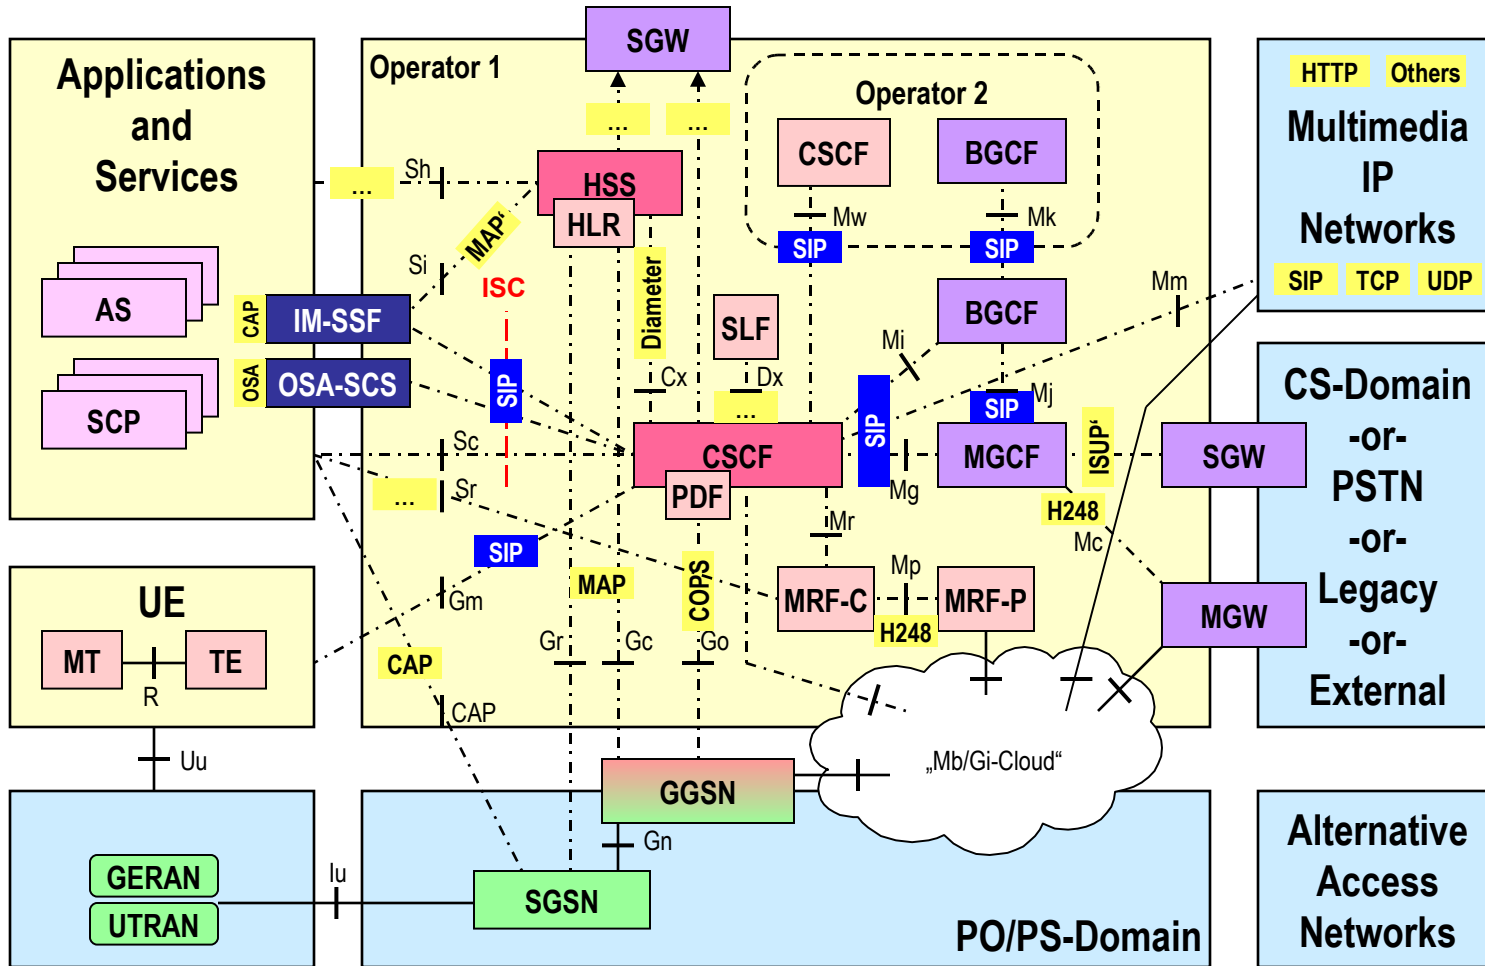 SGW
Applications
and
Services
Operator 1
Operator 2
HTTP
Others
Multimedia
IP
Networks
SIP
TCP
UDP
...
...
CSCF
BGCF
Sh
...
HSS
HLR
Mw
Mk
SIP
SIP
MAP‘
Si
ISC
Mm
AS
CAP
IM-SSF
Diameter
SLF
BGCF
Mi
OSA
OSA-SCS
SIP
Cx
Dx
...
SIP
Mj
SIP
SCP
CS-Domain
-or-
PSTN
-or-
Legacy
-or-
External
Sc
CSCF
PDF
Mg
MGCF
ISUP‘
SGW
...
Sr
H248
Mc
SIP
Mr
UE
MT
TE
R
Gm
MAP
COPS
MRF-C
Mp
H248
MRF-P
MGW
CAP
Gr
Gc
Go
CAP
Uu
„Mb/Gi-Cloud“
GGSN
Gn
GERAN
UTRAN
Iu
SGSN
PO/PS-Domain
Alternative
Access
Networks